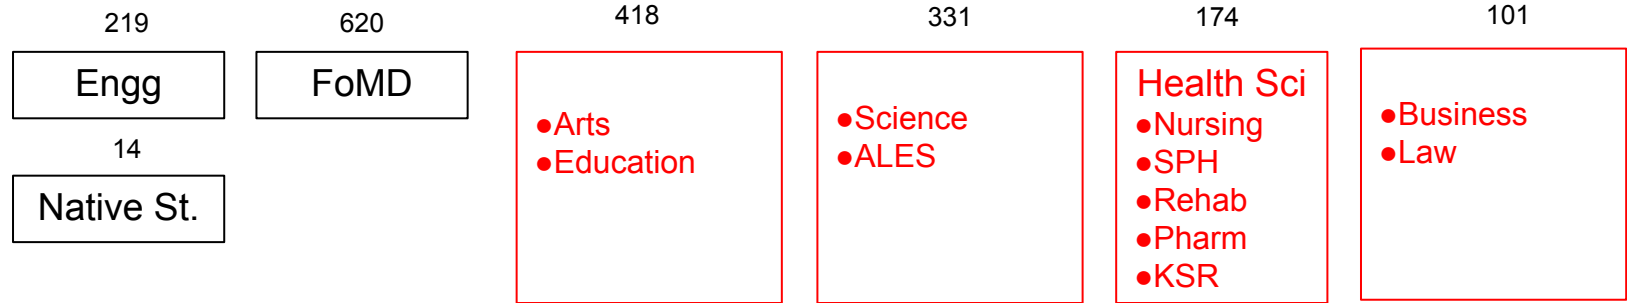 219
Engg
14
Native St.
620
FoMD
418
●Arts
●Education
331
●Science
●ALES
174
Health Sci
●Nursing
●SPH
●Rehab
●Pharm
●KSR
101
●Business
●Law